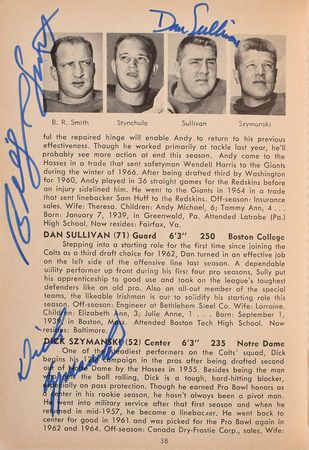 Dan Sullivan
B. R. Smith Stynchula Sullivan Szymanski
ful the repaired hinge will enable Andy to return to his previous
effectiveness. Though he worked primarily at tackle last year, he'll
probably see more action at end this season. Andy came to the
Hosses in a trade that sent safetyman Wendell Harris to the Giants
during the winter of 1966. After being drafted third by Washington
for 1960, Andy played in 36 straight games for the Redskins before
an injury sidelined him. He went to the Giants in 1964 in a trade
that sent linebacker Sam Huff to the Redskins. Off-season: Insurance
sales. Wife: Therese. Children: Andy Michael, 6; Tammy Ann, 4...
Born: January 7, 1939, in Greenwald, Pa. Attended Latrobe (Pa.)
High School, Now resides: Fairfax, Va.
DAN SULLIVAN (71) Guard 6'3" 250 Boston College
Stepping into a starting role for the first time since joining the
Colts as a third draft choice for 1962, Dan turned in an effective job
on the left side of the offensive line last season. A dependable
utility performer up front during his first four pro seasons, Sully put
his apprenticeship to good use and took on the league's toughest
defenders like an old pro. Also an all-out member of the special
teams, the likeable Irishman is out to solidify his starting role this
season. Off-season: Engineer at Bethlehem Steel Co. Wife: Lorraine.
Children: Elizabeth Ann, 3; Julie Anne, 1 . . Born: September 1,
1939, in Boston, Mass. Attended Boston Tech High School. Now
resides: Baltimore.
DICK SZYMANSKI (52) Center 6'3" 235 Notre Dame
One of the steadiest performers on the Colts' squad, Dick
begins his campaign in the pros after being drafted second
out of Notre Dame by the Hosses in 1955. Besides being the man
who gets the ball rolling, Dick is a tough, hard-hitting blocker,
especially on pass protection. Though he earned Pro Bowl honors as
center in his rookie season, he hasn't always been a pivot man.
He went into military service after that first season and when he
returned in mid-1957, he became a linebacker. He went back to
center for good in 1961 and was picked for the Pro Bowl again in
1962 and 1964. Off-season: Canada Dry-Frostie Corp., sales. Wife:
Dick Szymanski
38